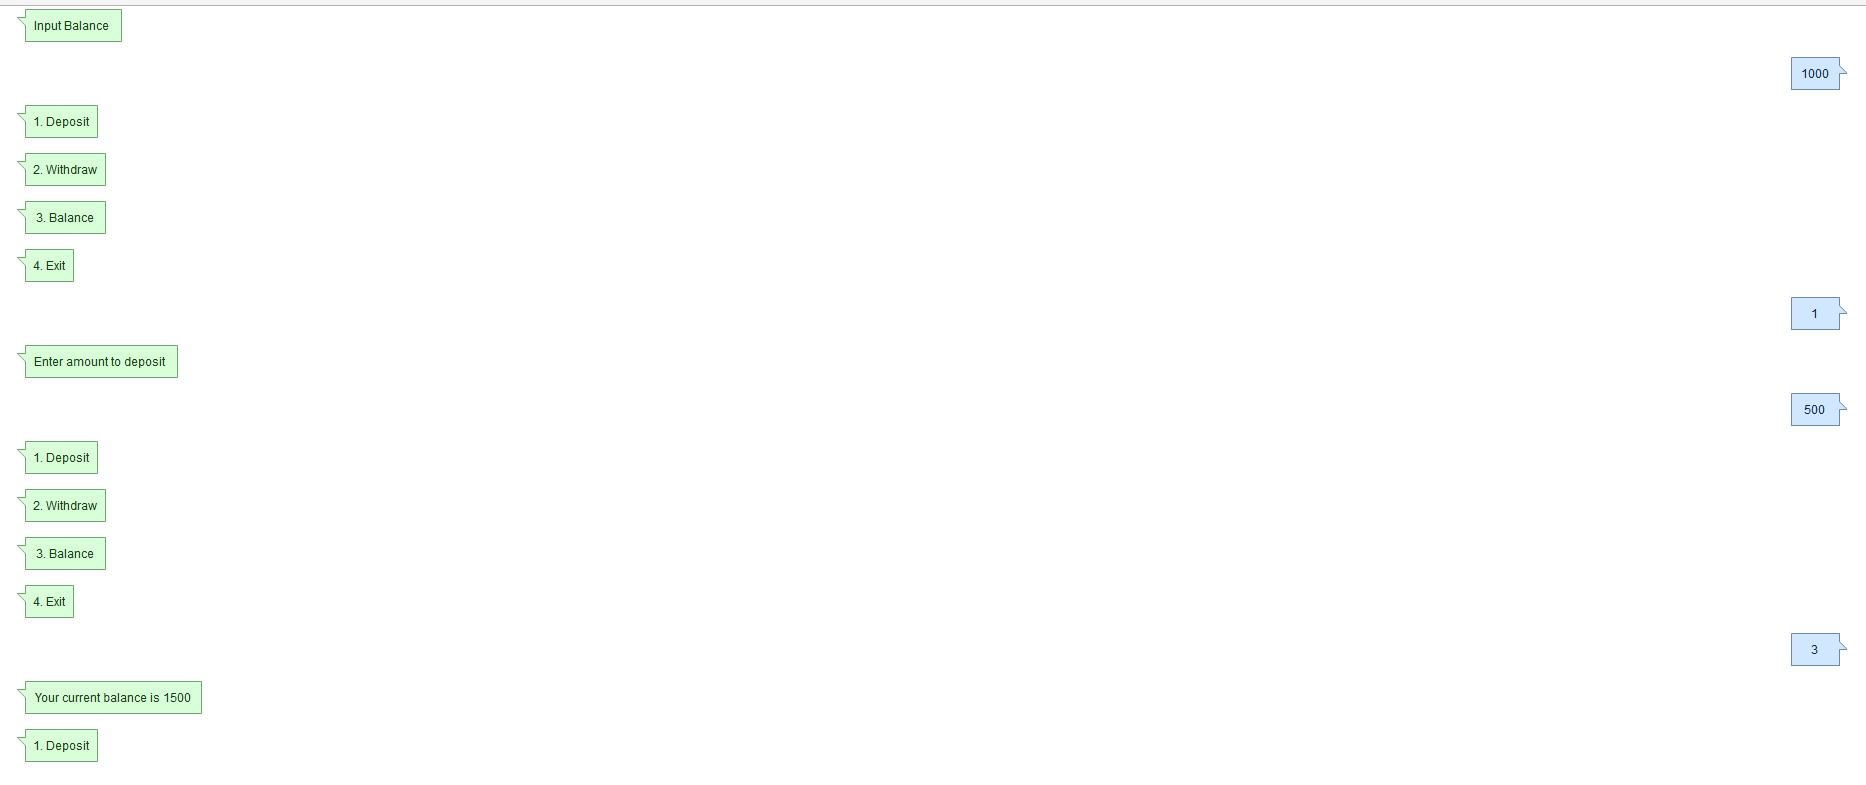 Input Balance
1000
1. Deposit
2. Withdraw
3. Balance
4. Exit
1
Enter amount to deposit
500
1. Deposit
2. Withdraw
3. Balance
4. Exit
3
Your current balance is 1500
1. Deposit